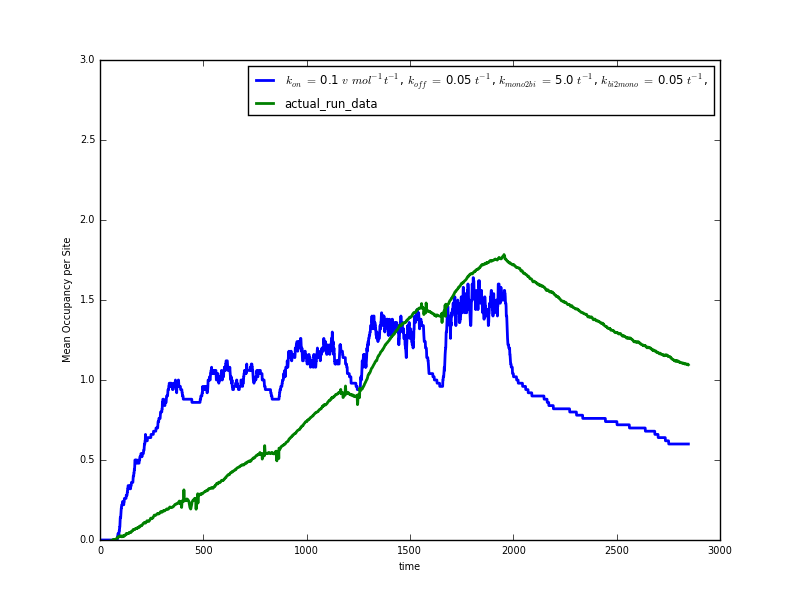 3.0
2.5
2.0
1.5
1.0
0.5
0.0
Mean Occupancy per Site
k_on = 0.1 v mol^−1 t^−1, k_off = 0.05 t^−1, k_mono2bi = 5.0 t^−1, k_bi2mono = 0.05 t^−1,
actual_run_data
0 500 1000 1500 2000 2500 3000
time